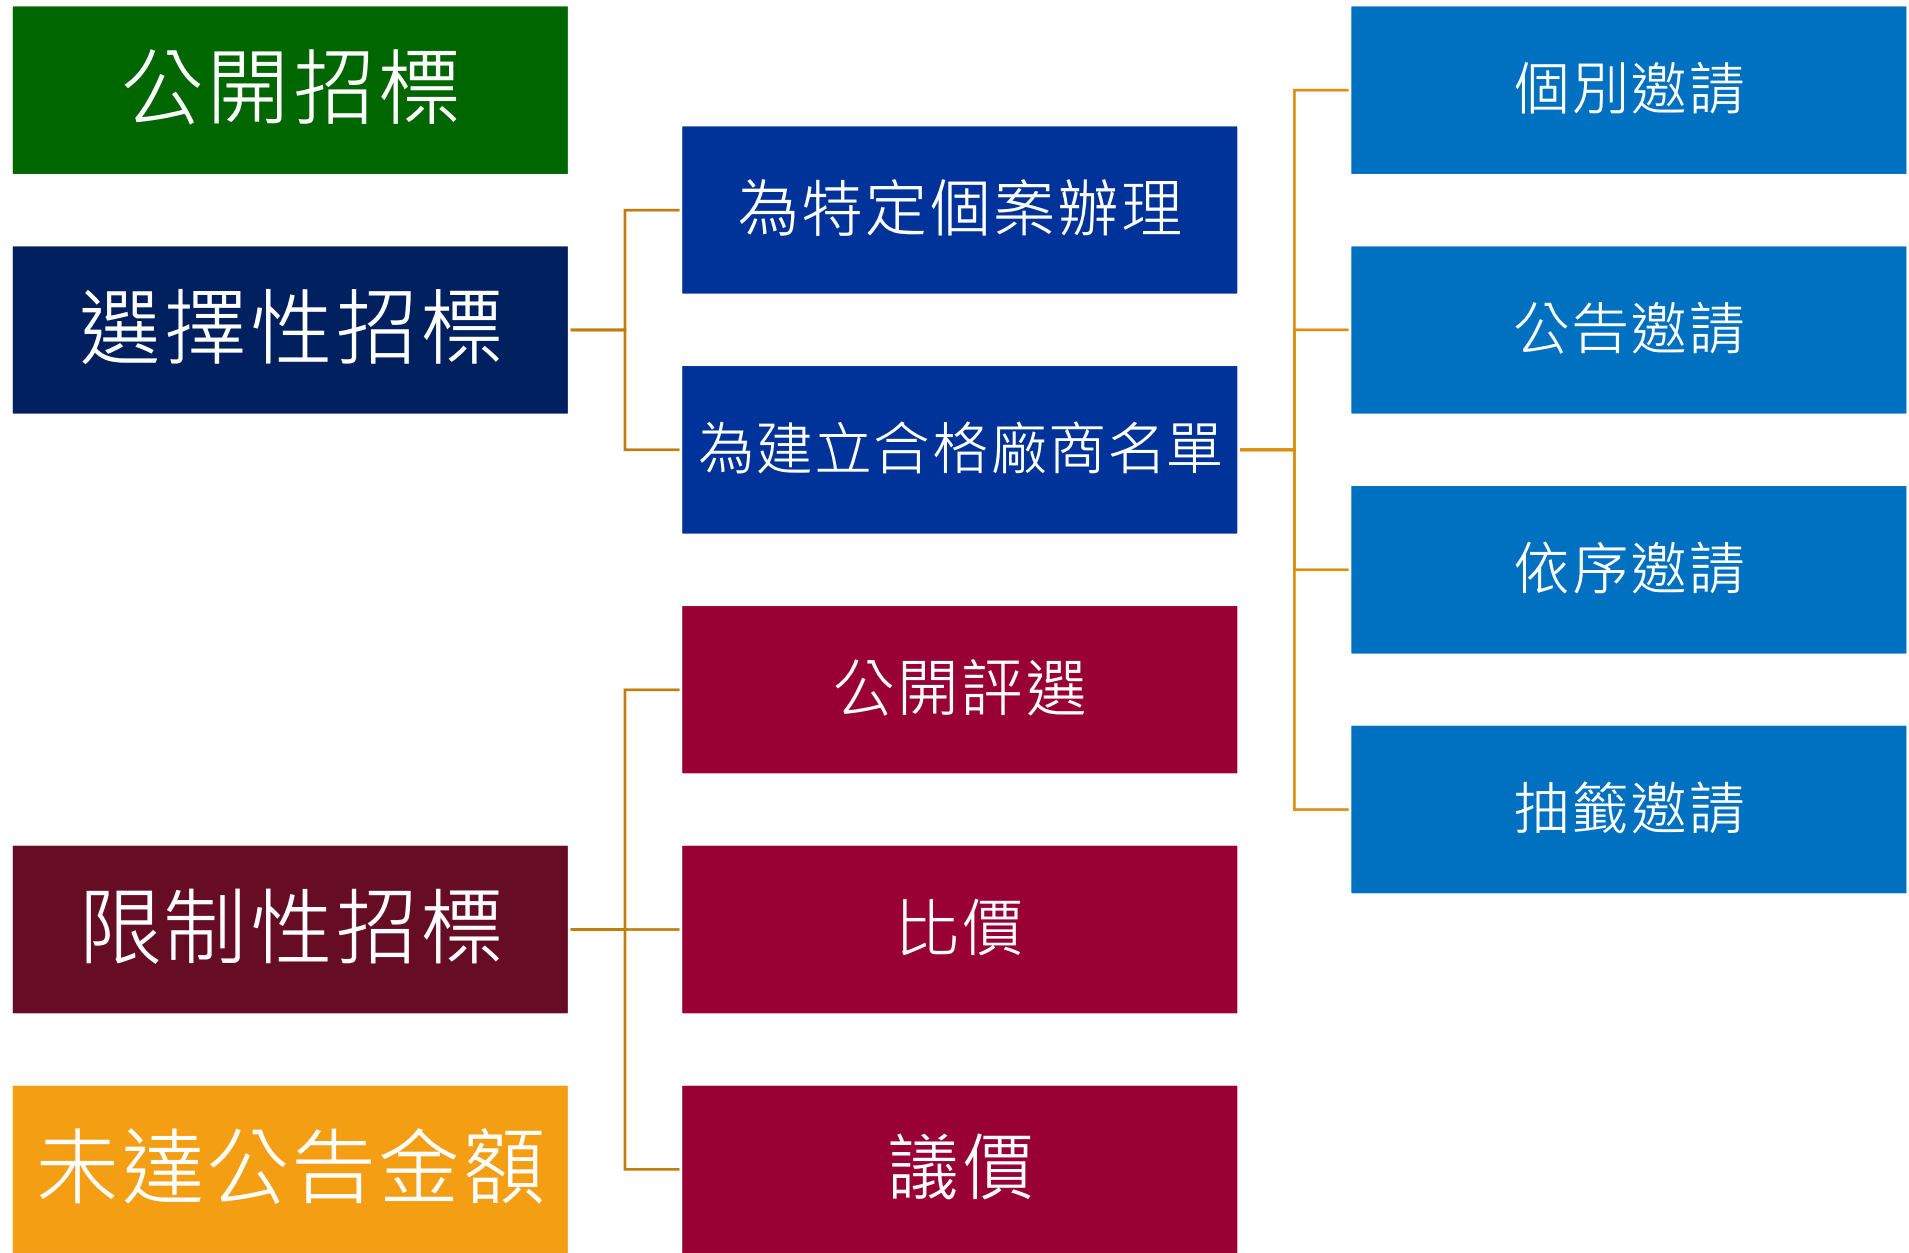 公開招標
選擇性招標
為特定個案辦理
為建立合格廠商名單
個別邀請
公告邀請
依序邀請
抽籤邀請
限制性招標
公開評選
比價
議價
未達公告金額